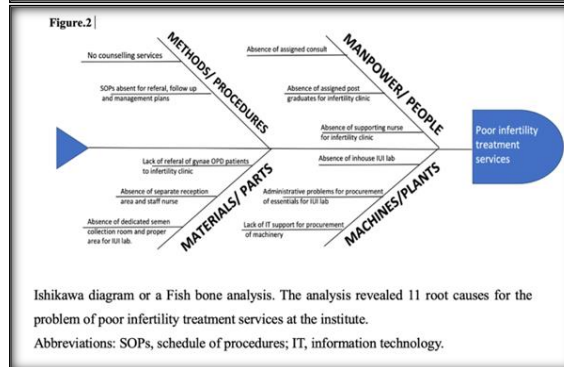 Figure.2
METHODS/ PROCEDURES
No counselling services
SOPs absent for referal, follow up
and management plans
MANPOWER/ PEOPLE
Absence of assigned consult
Absence of assigned post
graduates for infertility clinic
Absence of supporting nurse
for infertility clinic
Poor infertility
treatment
services
MATERIALS/ PARTS
Lack of referal of gynae OPD patients
to infertility clinic
Absence of separate reception
area and staff nurse
Absence of dedicated semen
collection room and proper
area for IUI lab.
MACHINES/PLANTS
Absence of inhouse IUI lab
Administrative problems for procurement
of essentials for IUI lab
Lack of IT support for procurement
of machinery
Ishikawa diagram or a Fish bone analysis. The analysis revealed 11 root causes for the
problem of poor infertility treatment services at the institute.
Abbreviations: SOPs, schedule of procedures; IT, information technology.